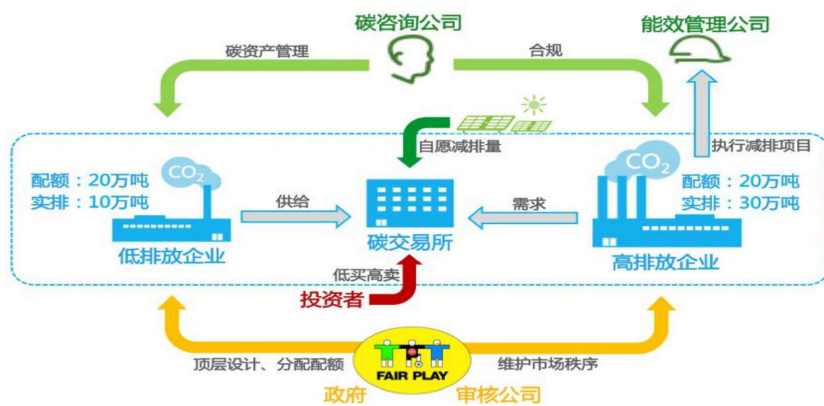 碳咨询公司
能效管理公司
碳资产管理
合规
自愿减排量
执行减排项目
CO2
配额：20万吨
实排：10万吨
供给
需求
CO2
配额：20万吨
实排：30万吨
低排放企业
碳交易所
高排放企业
低买高卖
投资者
顶层设计、分配配额
FAIR PLAY
维护市场秩序
政府
审核公司